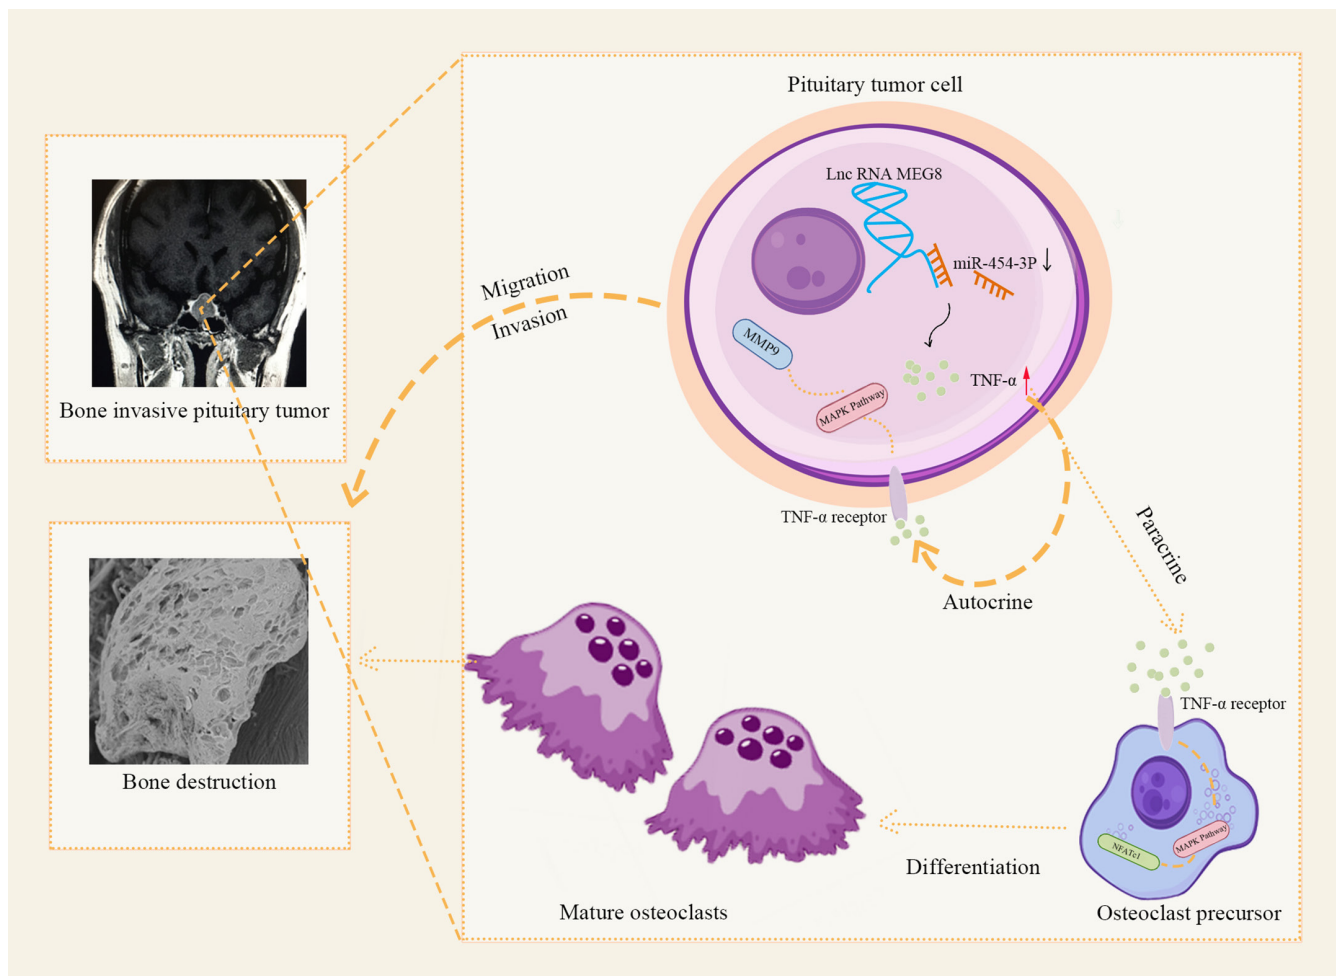 Pituitary tumor cell
Lnc RNA MEG8
miR-454-3P
MMP9
MAPK Pathway
TNF-α
TNF-α receptor
Migration
Invasion
Bone invasive pituitary tumor
Autocrine
Paracrine
TNF-α receptor
NFATc1
MAPK Pathway
Osteoclast precursor
Differentiation
Mature osteoclasts
Bone destruction